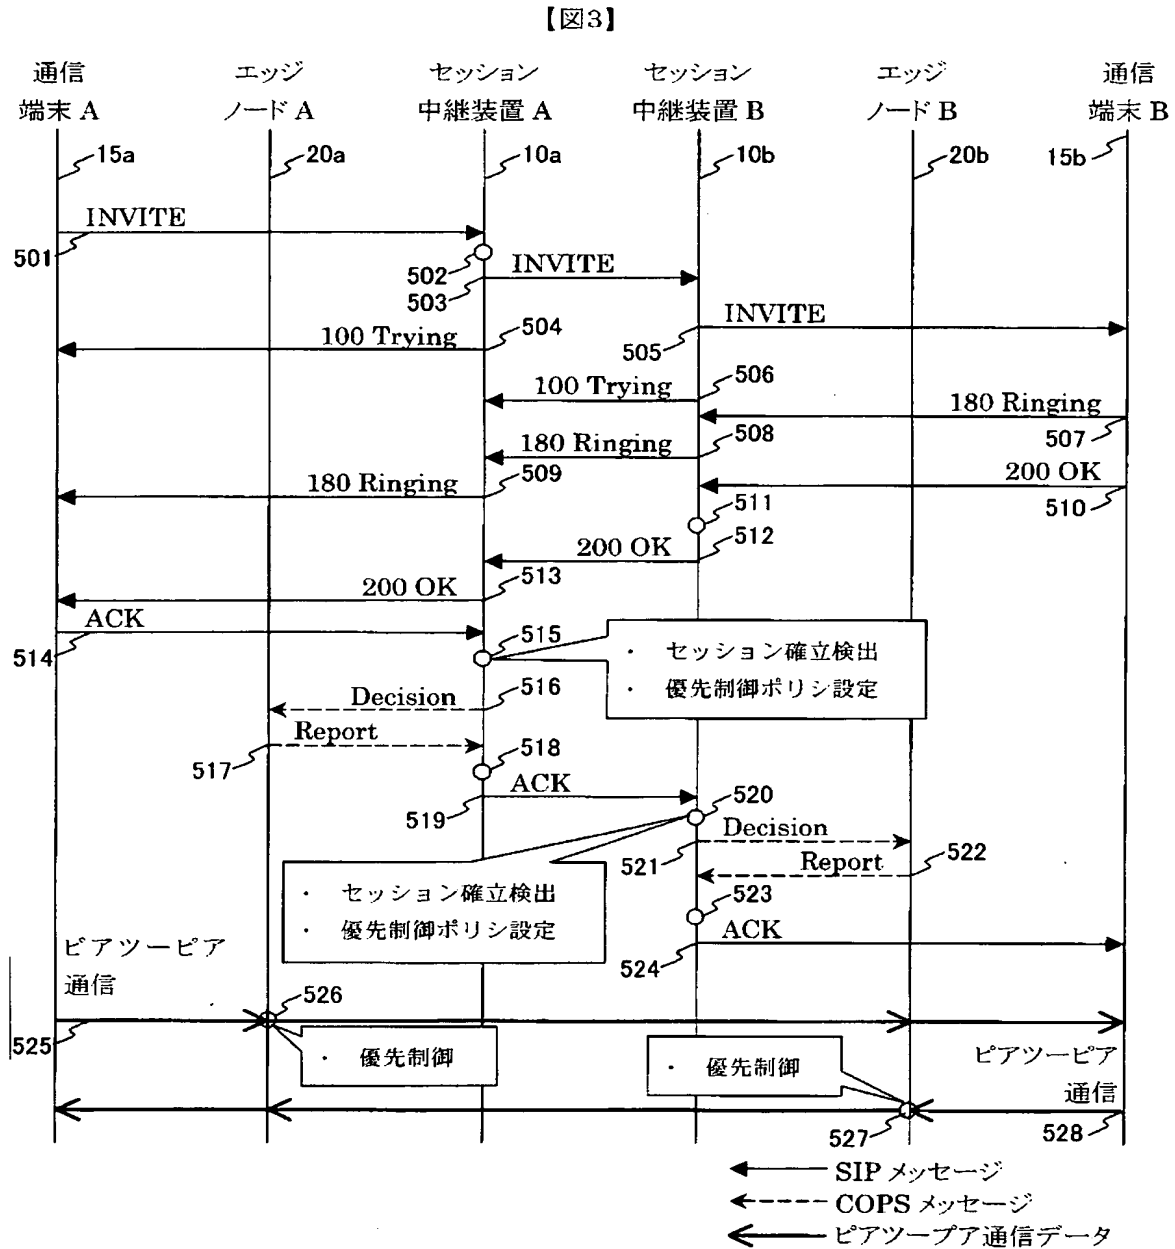 【図3】
通信 エッジ セッション セッション エッジ 通信
端末 A ノード A 中継装置 A 中継装置 B ノード B 端末 B
15a 20a 10a 10b 20b 15b
INVITE
501
502
INVITE
503
INVITE
504
100 Trying
505
506
100 Trying
180 Ringing
507
508
180 Ringing
509
180 Ringing
200 OK
510
511
512
200 OK
513
200 OK
ACK
514
515
・ セッション確立検出
・ 優先制御ポリシ設定
516
Decision
Report
517
518
ACK
519
520
Decision
521
522
Report
・ セッション確立検出
・ 優先制御ポリシ設定
523
ACK
524
ピアツーピア
通信
526
525
・ 優先制御
・ 優先制御
ピアツーピア
通信
527
528
SIP メッセージ
COPS メッセージ
ピアツープア通信データ